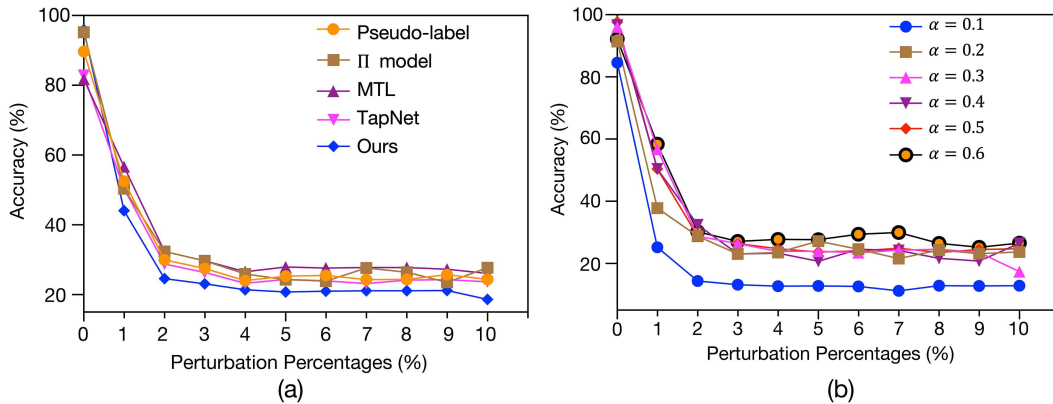 100
80
60
40
20
Accuracy (%)
0 1 2 3 4 5 6 7 8 9 10
Perturbation Percentages (%)
Pseudo-label
Π model
MTL
TapNet
Ours
(a)
100
80
60
40
20
Accuracy (%)
0 1 2 3 4 5 6 7 8 9 10
Perturbation Percentages (%)
α = 0.1
α = 0.2
α = 0.3
α = 0.4
α = 0.5
α = 0.6
(b)